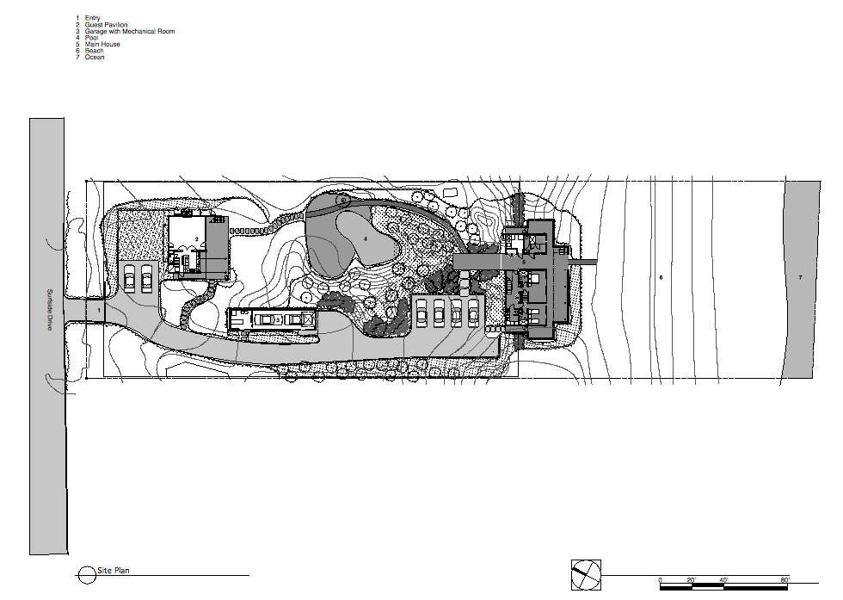 1 Entry
2 Guest Pavilion
3 Garage with Mechanical Room
4 Pool
5 Main House
6 Beach
7 Ocean
2
4
5
6
7
1
3
Surfside Drive
Site Plan
0 20' 40' 80'